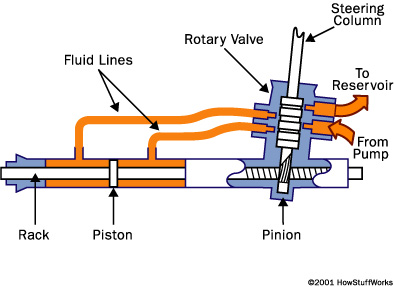 Steering
Column
Rotary Valve
Fluid Lines
To
Reservoir
From
Pump
Rack
Piston
Pinion
©2001 HowStuffWorks